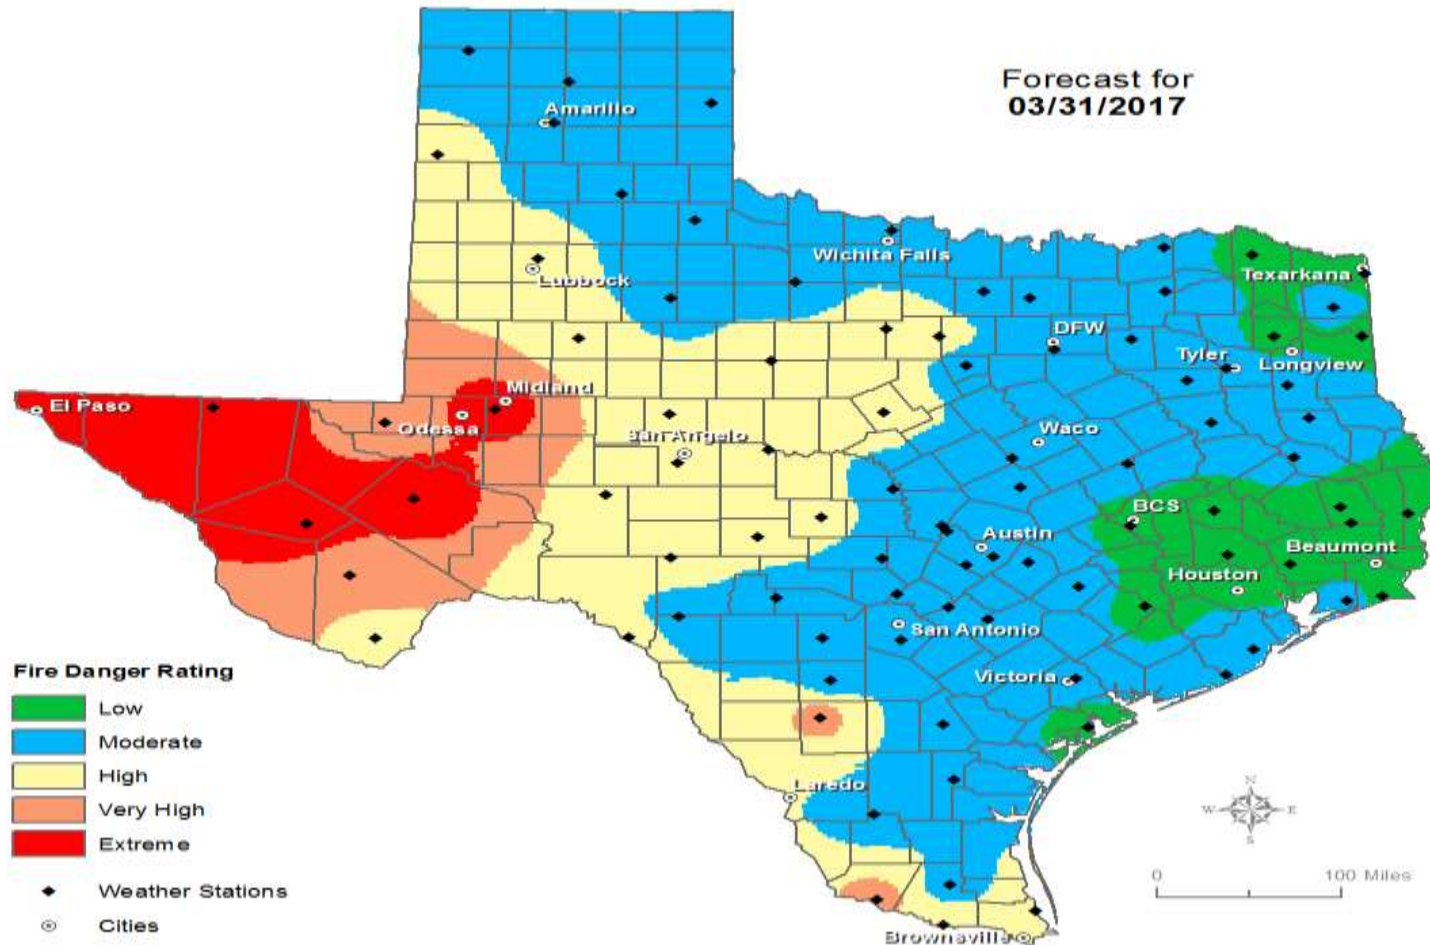 Forecast for
03/31/2017
Amarillo
Wichita Falls
Texarkana
Lubbock
DFW
Tyler
Longview
Midland
El Paso
Odessa
San Angelo
Waco
BCS
Austin
Beaumont
Houston
San Antonio
Victoria
Laredo
Brownsville
Fire Danger Rating
Low
Moderate
High
Very High
Extreme
Weather Stations
Cities
N
W E
S
0 100 Miles